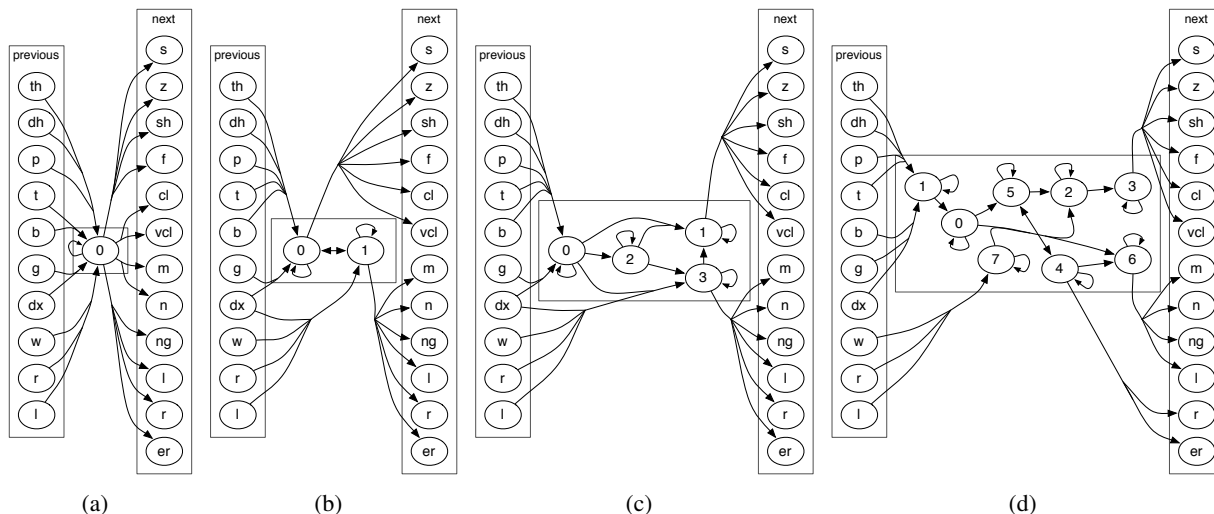 previous
th
dh
p
t
b
g
dx
w
r
l
0
next
s
z
sh
f
cl
vcl
m
n
ng
l
r
er
(a)
previous
th
dh
p
t
b
g
dx
w
r
l
0
1
next
s
z
sh
f
cl
vcl
m
n
ng
l
r
er
(b)
previous
th
dh
p
t
b
g
dx
w
r
l
0
2
1
3
next
s
z
sh
f
cl
vcl
m
n
ng
l
r
er
(c)
previous
th
dh
p
t
b
g
dx
w
r
l
1
5
2
3
0
7
4
6
next
s
z
sh
f
cl
vcl
m
n
ng
l
r
er
(d)